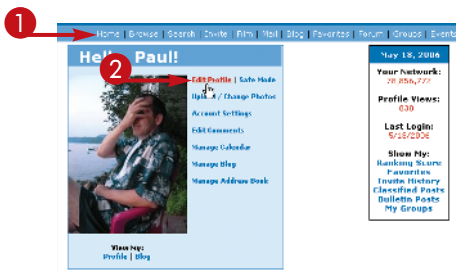 1
Home | Browse | Search | Invite | Film | Mail | Blog | Favorites | Forum | Groups | Events
Hello, Paul!
2
Edit Profile | Safe Mode
Upload / Change Photos
Account Settings
Edit Comments
Manage Calendar
Manage Blog
Manage Address Book
View My:
Profile | Blog
May 18, 2006
Your Network:
Profile Views:
Last Login:
5/18/2006
Show My:
Ranking Score
Favorites
Invite History
Classified Posts
Bulletin Posts
My Groups